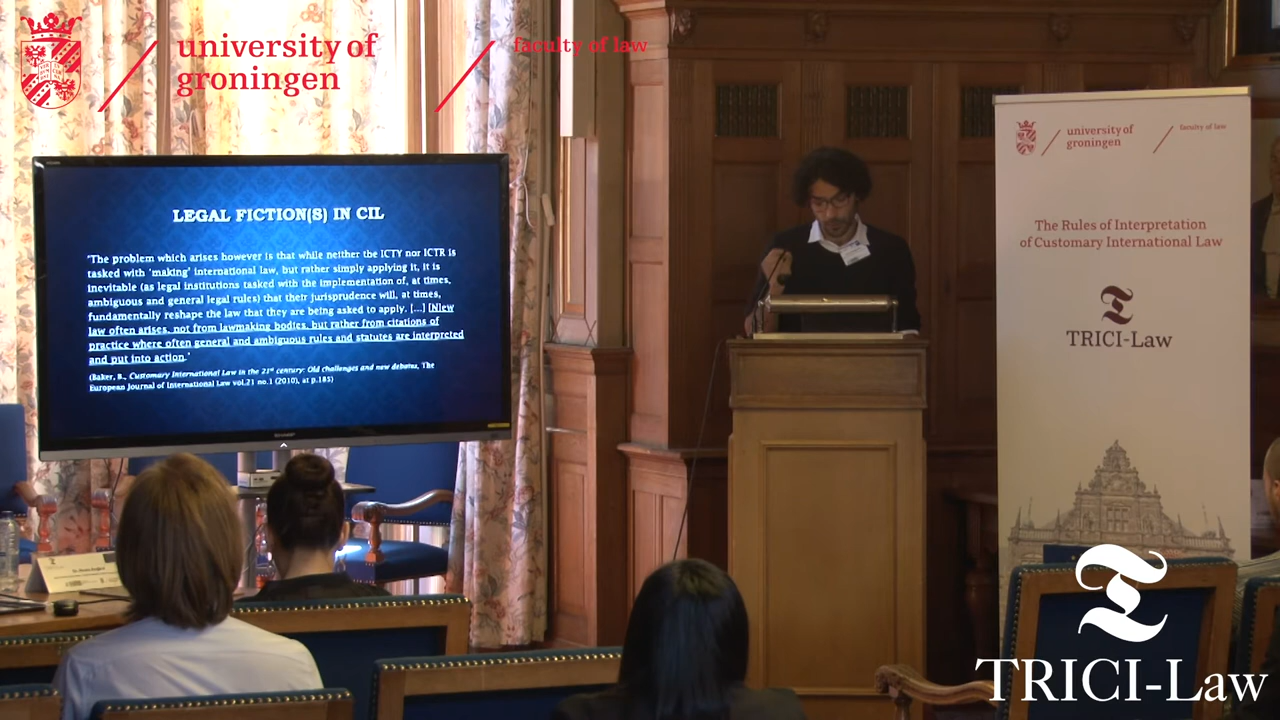 university of
groningen
faculty of law
LEGAL FICTION(S) IN CIL
'The problem which arises however is that while neither the ICTY nor ICTR is
tasked with 'making' international law, but rather simply applying it, it is
inevitable (as legal institutions tasked with the implementation of, at times,
ambiguous and general legal rules) that their jurisprudence will, at times,
fundamentally reshape the law that they are being asked to apply. [...] [N]ew
law often arises, not from lawmaking bodies, but rather from citations of
practice where often general and ambiguous rules and statutes are interpreted
and put into action.'
(Baker, B., Customary International Law in the 21st century: Old challenges and new debates, The
European Journal of International Law vol.21 no.1 (2010), at p.185)
SHARP
university of
groningen
faculty of law
The Rules of Interpretation
of Customary International Law
TRICI-Law
TRICI-Law